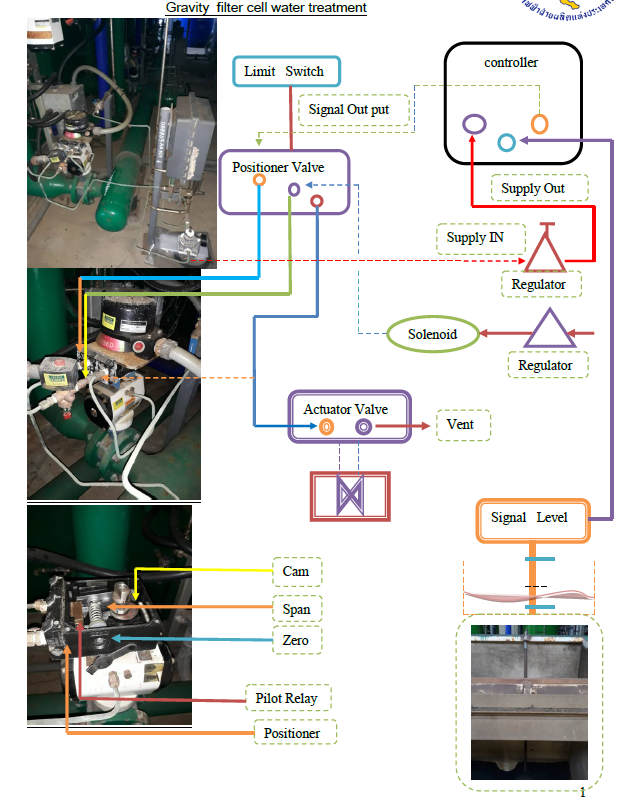 Gravity filter cell water treatment
Limit Switch
controller
Signal Out put
Positioner Valve
Supply Out
Supply IN
Regulator
Solenoid
Regulator
Actuator Valve
Vent
Signal Level
Cam
Span
Zero
Pilot Relay
Positioner
1